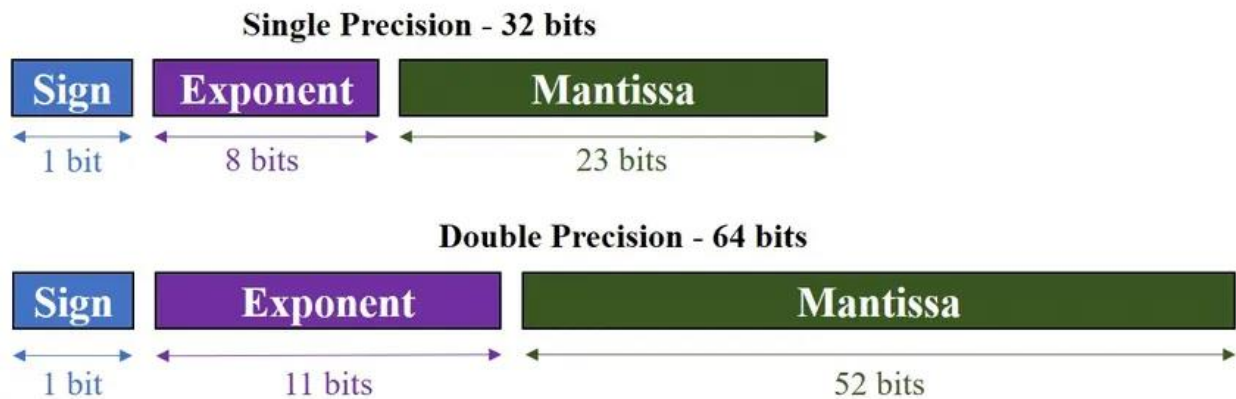 Single Precision - 32 bits
Sign Exponent Mantissa
1 bit 8 bits 23 bits
Double Precision - 64 bits
Sign Exponent Mantissa
1 bit 11 bits 52 bits